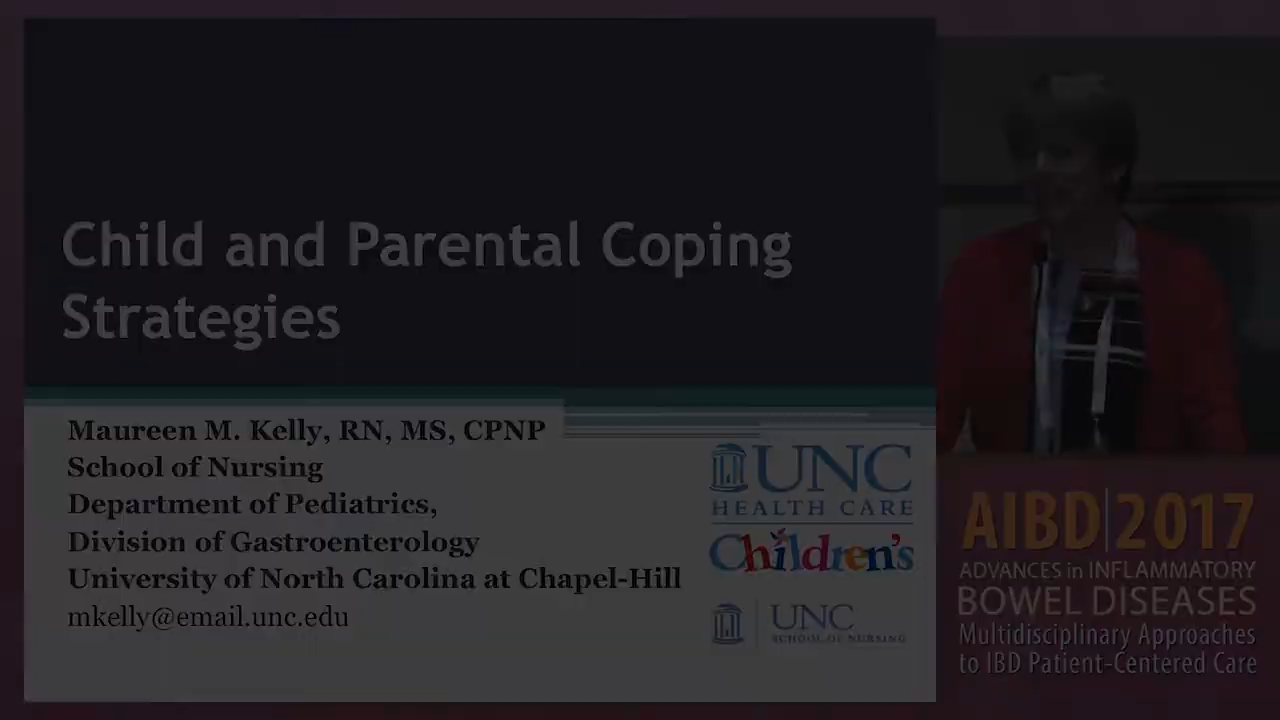 Child and Parental Coping
Strategies
Maureen M. Kelly, RN, MS, CPNP
School of Nursing
Department of Pediatrics,
Division of Gastroenterology
University of North Carolina at Chapel-Hill
mkelly@email.unc.edu
UNC
HEALTH CARE
Children's
UNC
SCHOOL OF NURSING
AIBD 2017
ADVANCES in INFLAMMATORY
BOWEL DISEASES
Multidisciplinary Approaches
to IBD Patient-Centered Care